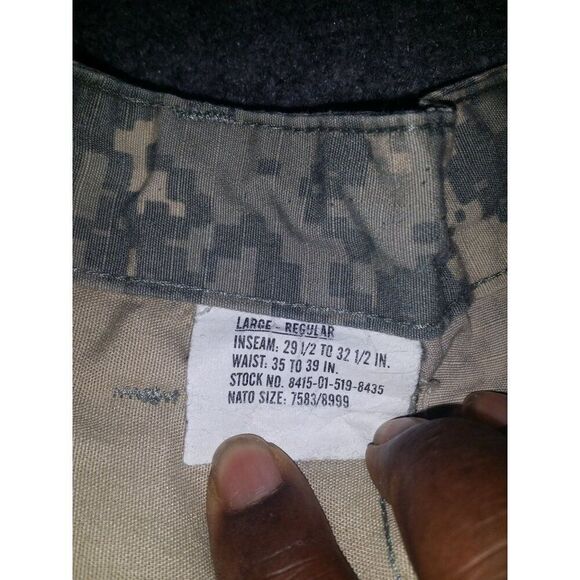 LARGE - REGULAR
INSEAM: 29 1/2 TO 32 1/2 IN.
WAIST: 35 TO 39 IN.
STOCK NO. 8415-01-519-8435
NATO SIZE: 7583/8999